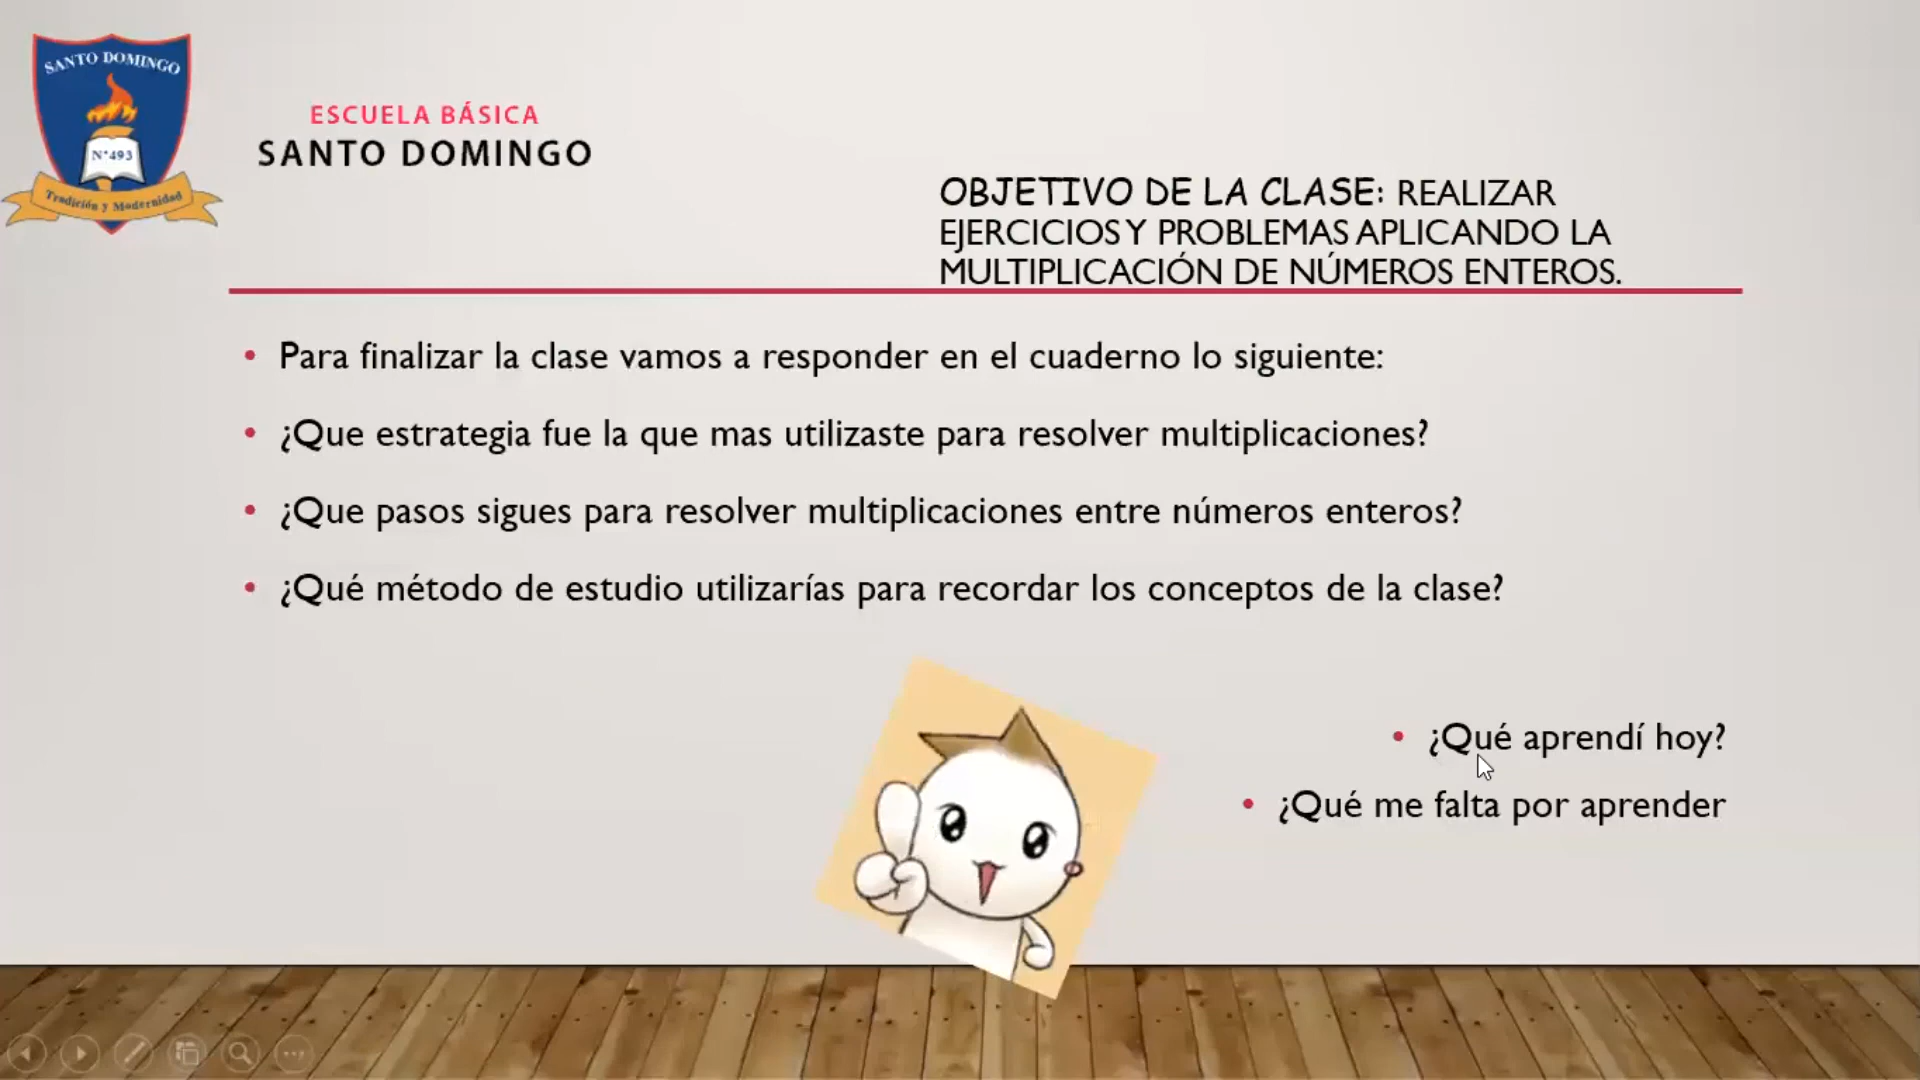 SANTO DOMINGO
N°493
Tradición y Modernidad
ESCUELA BÁSICA
SANTO DOMINGO
OBJETIVO DE LA CLASE: REALIZAR
EJERCICIOS Y PROBLEMAS APLICANDO LA
MULTIPLICACIÓN DE NÚMEROS ENTEROS.
• Para finalizar la clase vamos a responder en el cuaderno lo siguiente:
• ¿Que estrategia fue la que mas utilizaste para resolver multiplicaciones?
• ¿Que pasos sigues para resolver multiplicaciones entre números enteros?
• ¿Qué método de estudio utilizarías para recordar los conceptos de la clase?
• ¿Qué aprendí hoy?
• ¿Qué me falta por aprender